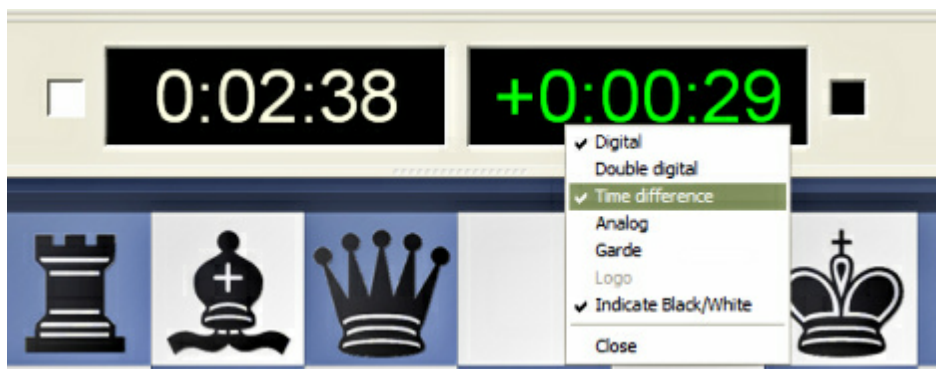 0:02:38
+0:00:29
Digital
Double digital
Time difference
Analog
Garde
Logo
Indicate Black/White
Close